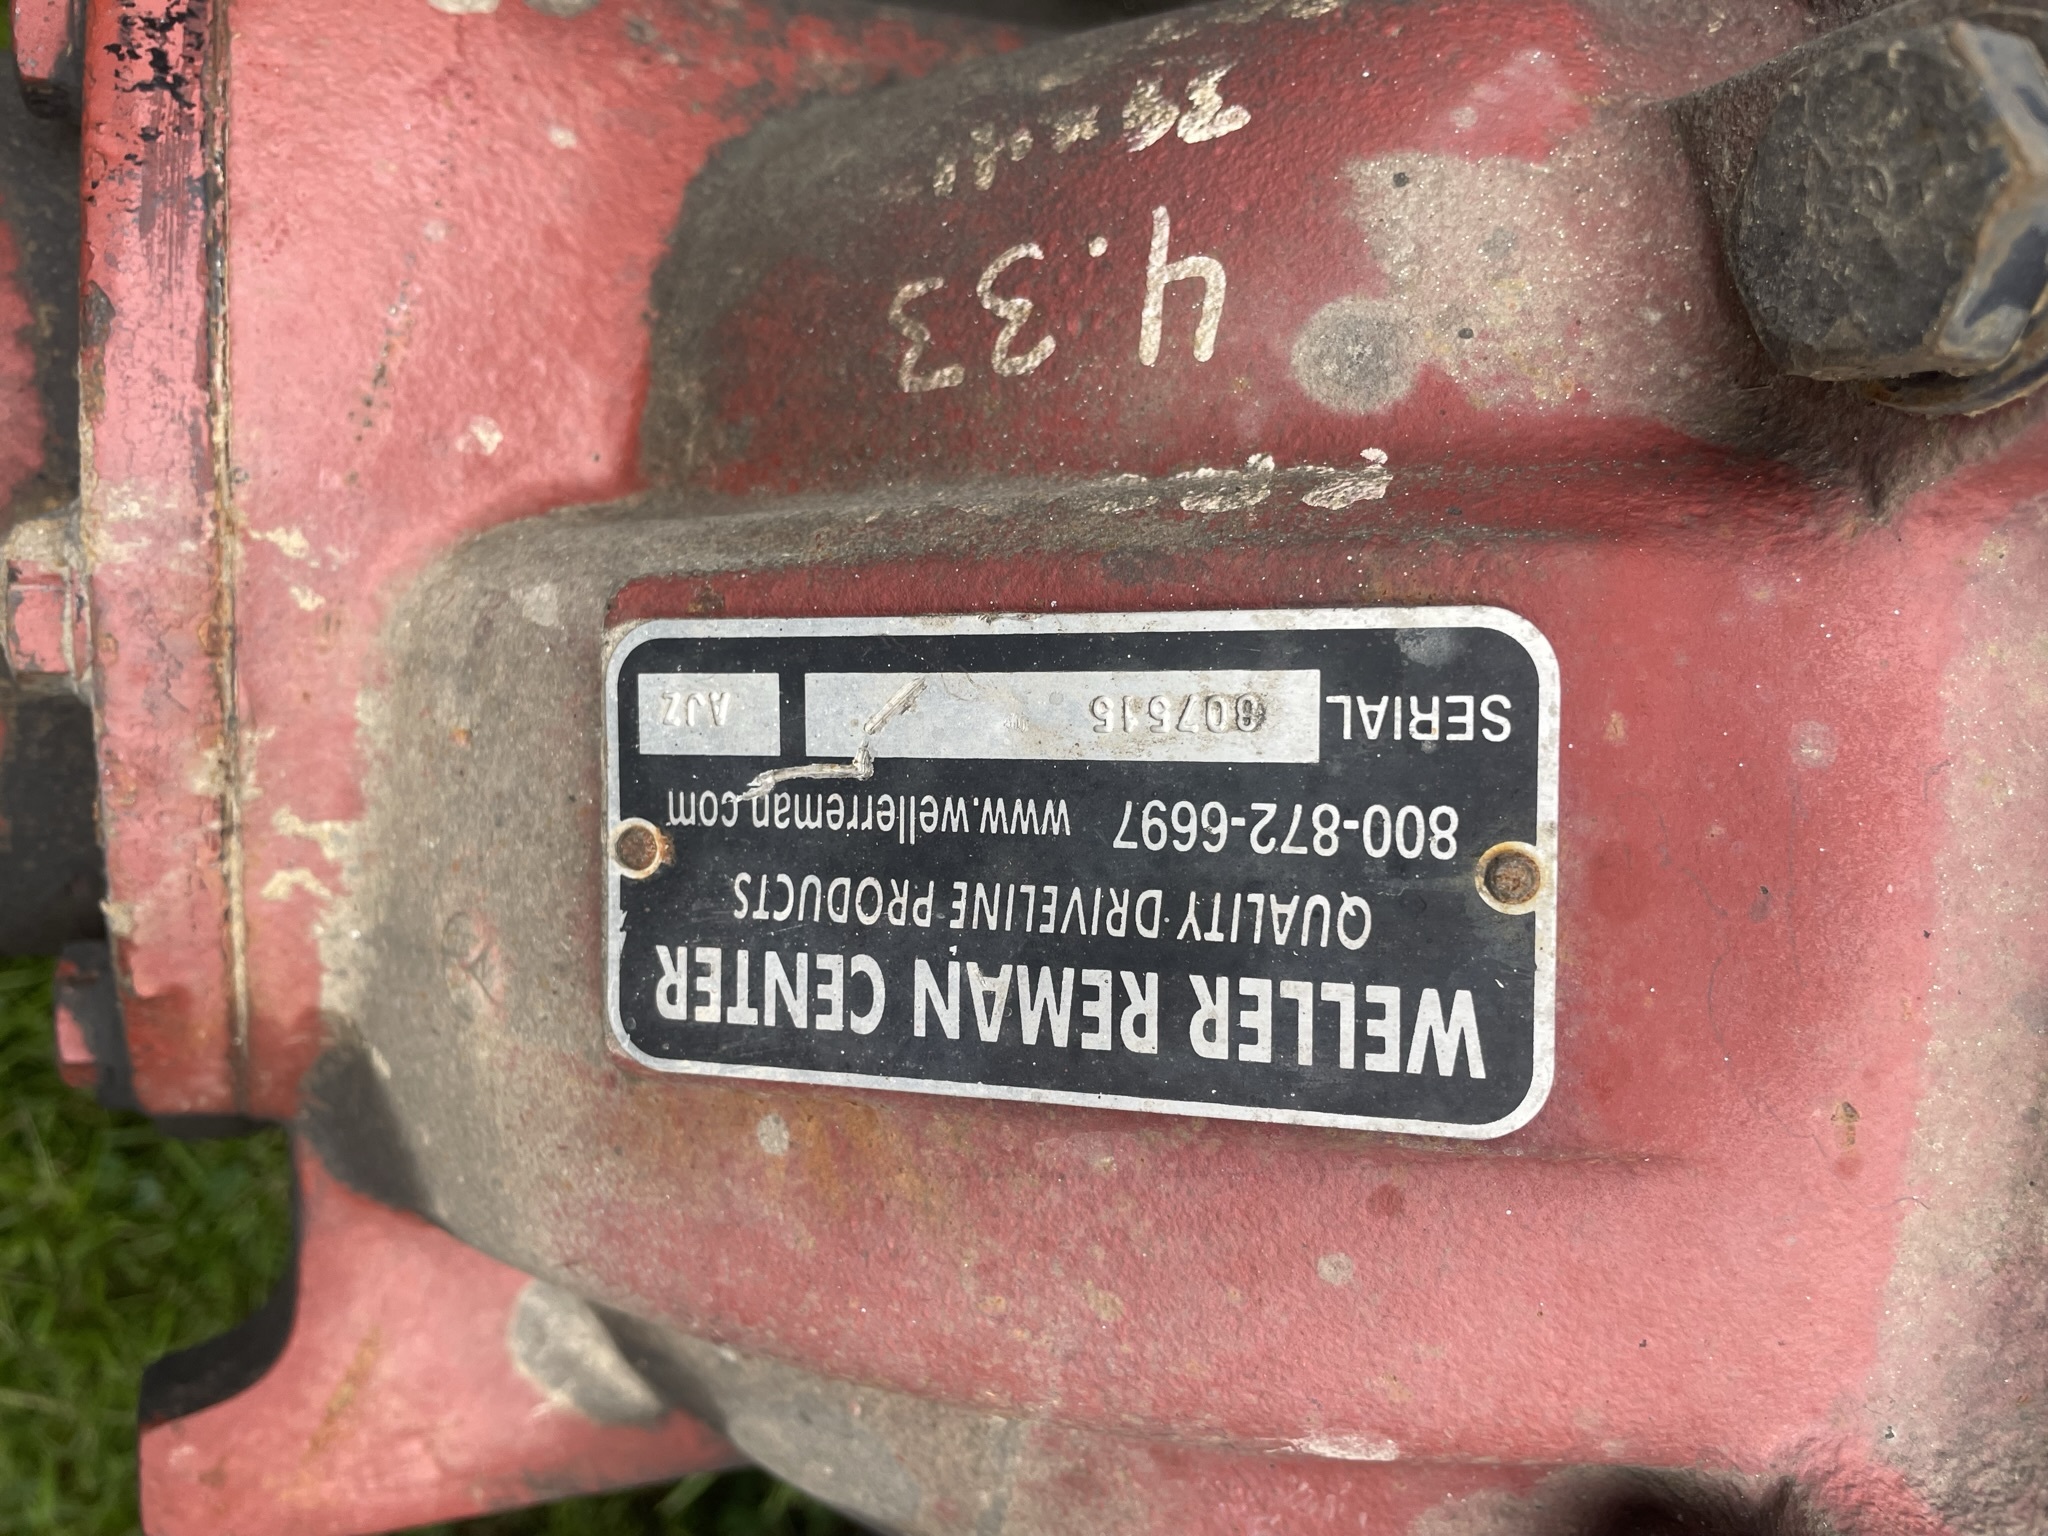 WELLER REMAN CENTER
QUALITY DRIVELINE PRODUCTS
800-872-6697 www.wellerreman.com
SERIAL 807515 AJZ
4.33